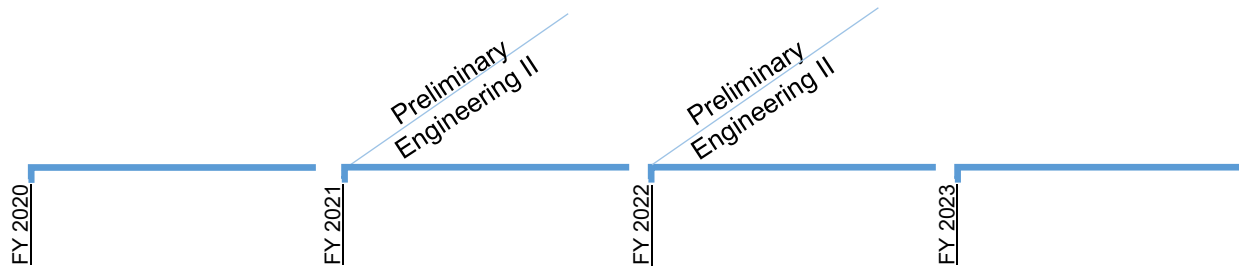 Preliminary
Engineering II
Preliminary
Engineering II
FY 2020
FY 2021
FY 2022
FY 2023